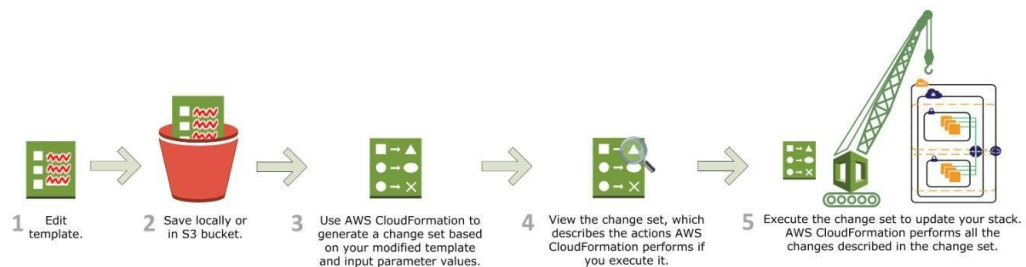 1 Edit
template.
2 Save locally or
in S3 bucket.
3 Use AWS CloudFormation to
generate a change set based
on your modified template
and input parameter values.
4 View the change set, which
describes the actions AWS
CloudFormation performs if
you execute it.
5 Execute the change set to update your stack.
AWS CloudFormation performs all the
changes described in the change set.